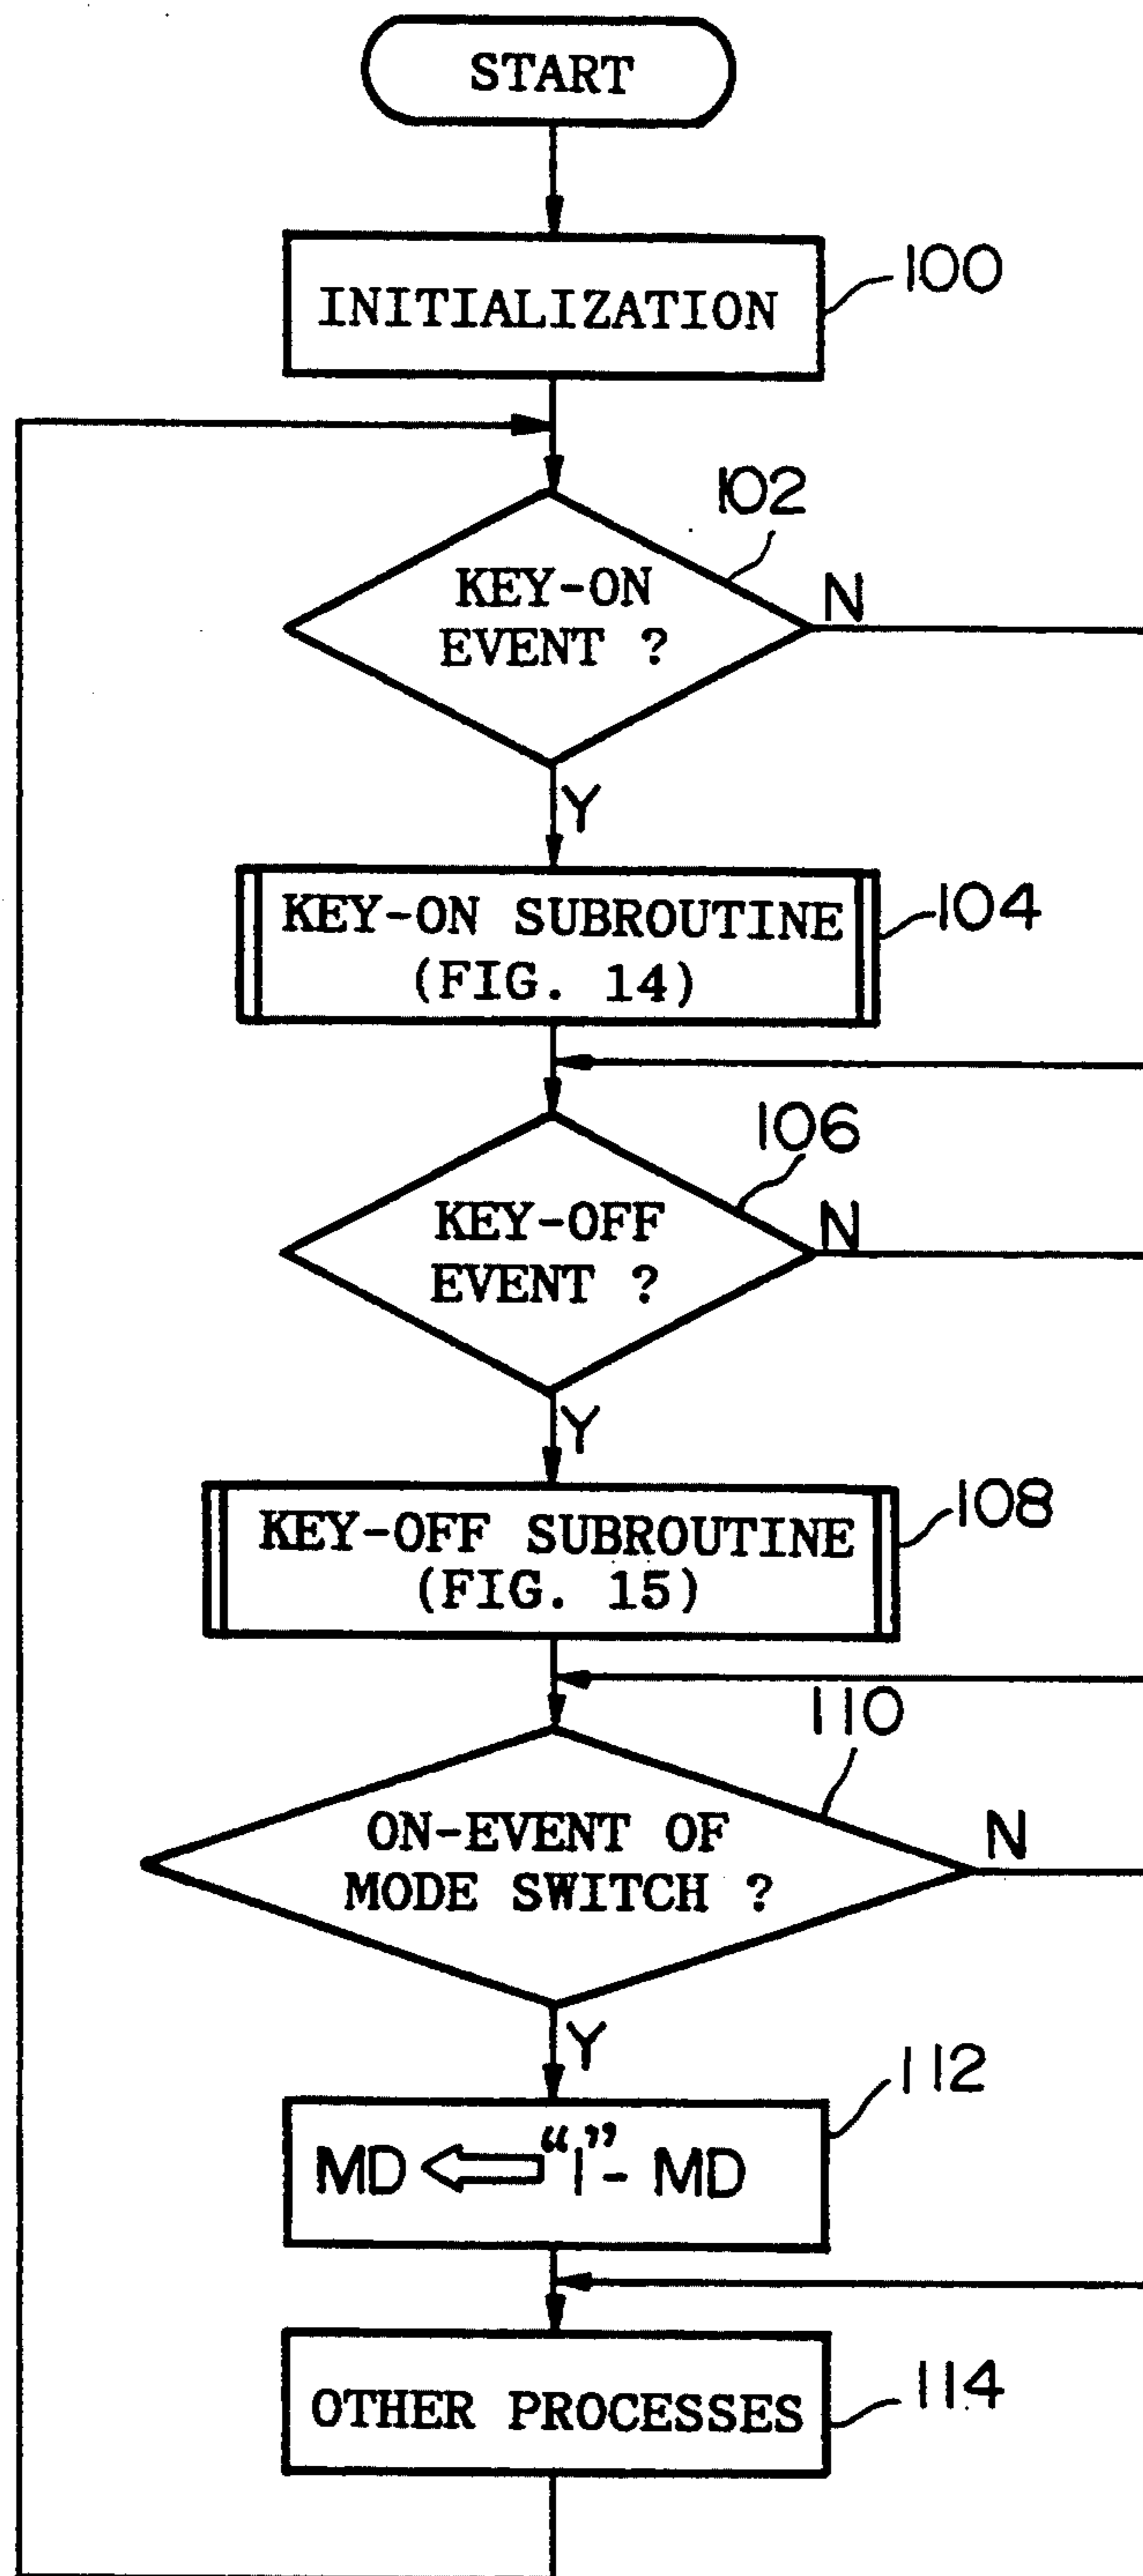 START
INITIALIZATION
100
102
KEY-ON
EVENT ?
N
Y
KEY-ON SUBROUTINE
(FIG. 14)
104
106
KEY-OFF
EVENT ?
N
Y
KEY-OFF SUBROUTINE
(FIG. 15)
108
110
ON-EVENT OF
MODE SWITCH ?
N
Y
112
MD ⇐ “1”- MD
OTHER PROCESSES
114